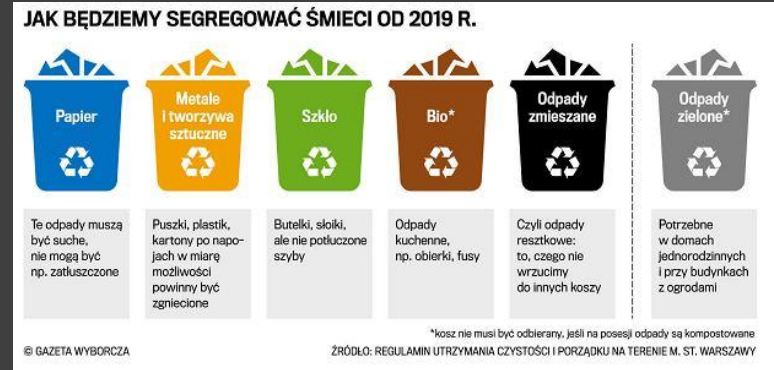 JAK BĘDZIEMY SEGREGOWAĆ ŚMIECI OD 2019 R.
Papier
Metale
i tworzywa
sztuczne
Szkło
Bio*
Odpady
zmieszane
Odpady
zielone*
Te odpady muszą
być suche,
nie mogą być
np. zatłuszczone
Puszki, plastik,
kartony po napo-
jach w miarę
możliwości
powinny być
zgniecione
Butelki, słoiki,
ale nie potłuczone
szyby
Odpady
kuchenne,
np. obierki, fusy
Czyli odpady
resztkowe:
to, czego nie
wrzucimy
do innych koszy
Potrzebne
w domach
jednorodzinnych
i przy budynkach
z ogrodami
*kosz nie musi być odbierany, jeśli na posesji odpady są kompostowane
© GAZETA WYBORCZA
ŹRÓDŁO: REGULAMIN UTRZYMANIA CZYSTOŚCI I PORZĄDKU NA TERENIE M. ST. WARSZAWY